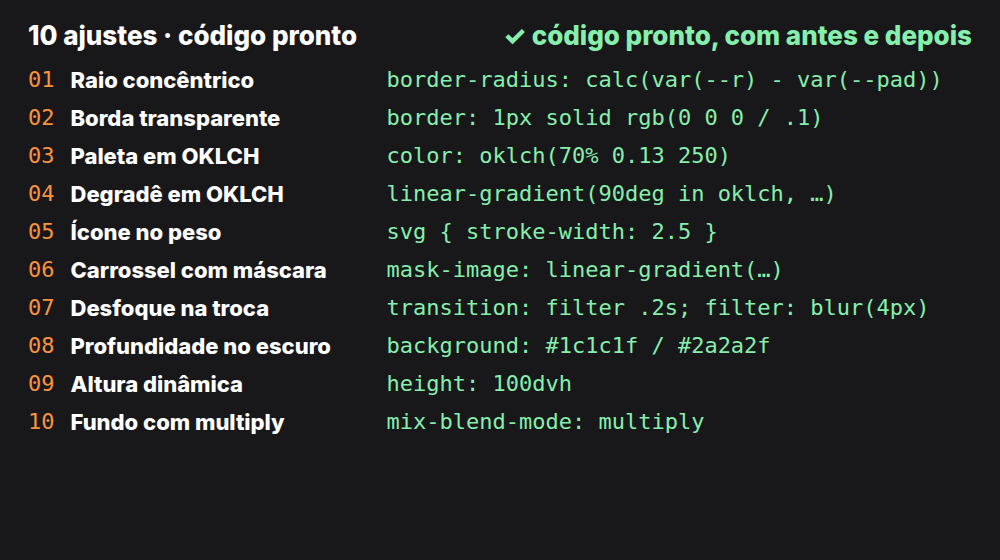 10 ajustes · código pronto
✓ código pronto, com antes e depois
01 Raio concêntrico border-radius: calc(var(--r) - var(--pad))
02 Borda transparente border: 1px solid rgb(0 0 0 / .1)
03 Paleta em OKLCH color: oklch(70% 0.13 250)
04 Degradê em OKLCH linear-gradient(90deg in oklch, …)
05 Ícone no peso svg { stroke-width: 2.5 }
06 Carrossel com máscara mask-image: linear-gradient(…)
07 Desfoque na troca transition: filter .2s; filter: blur(4px)
08 Profundidade no escuro background: #1c1c1f / #2a2a2f
09 Altura dinâmica height: 100dvh
10 Fundo com multiply mix-blend-mode: multiply